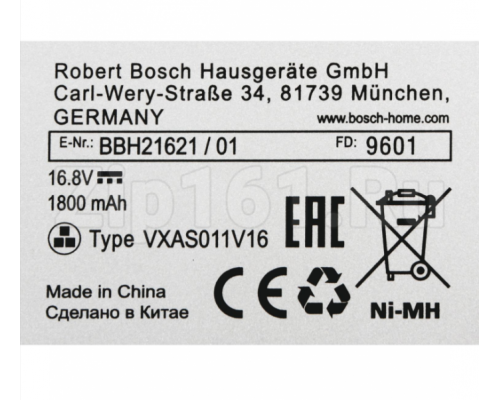 Robert Bosch Hausgeräte GmbH
Carl-Wery-Straße 34, 81739 München,
GERMANY www.bosch-home.com
E-Nr.: BBH21621 / 01 FD: 9601
16.8V
1800 mAh
Type VXAS011V16
EAC
CE
Made in China
Сделано в Китае
Ni-MH
Zip161.Ru